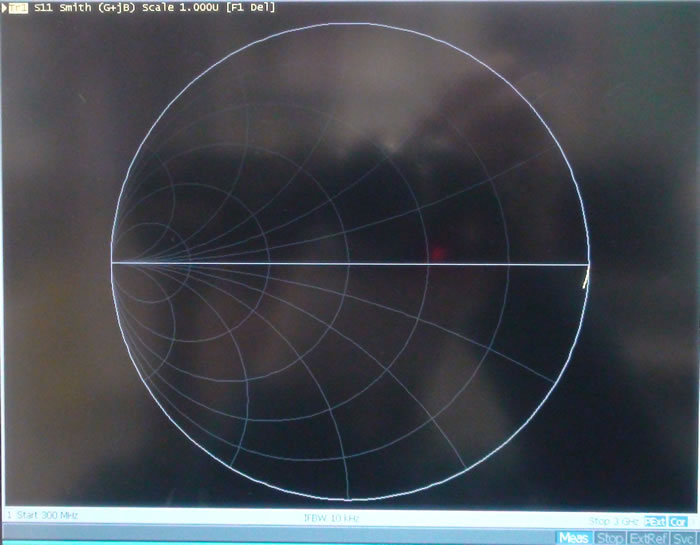 Tr1 S11 Smith (G+jB) Scale 1.000U [F1 Del]
1 Start 300 MHz IFBW 10 kHz Stop 3 GHz PExt Cor
Meas Stop ExtRef Svc